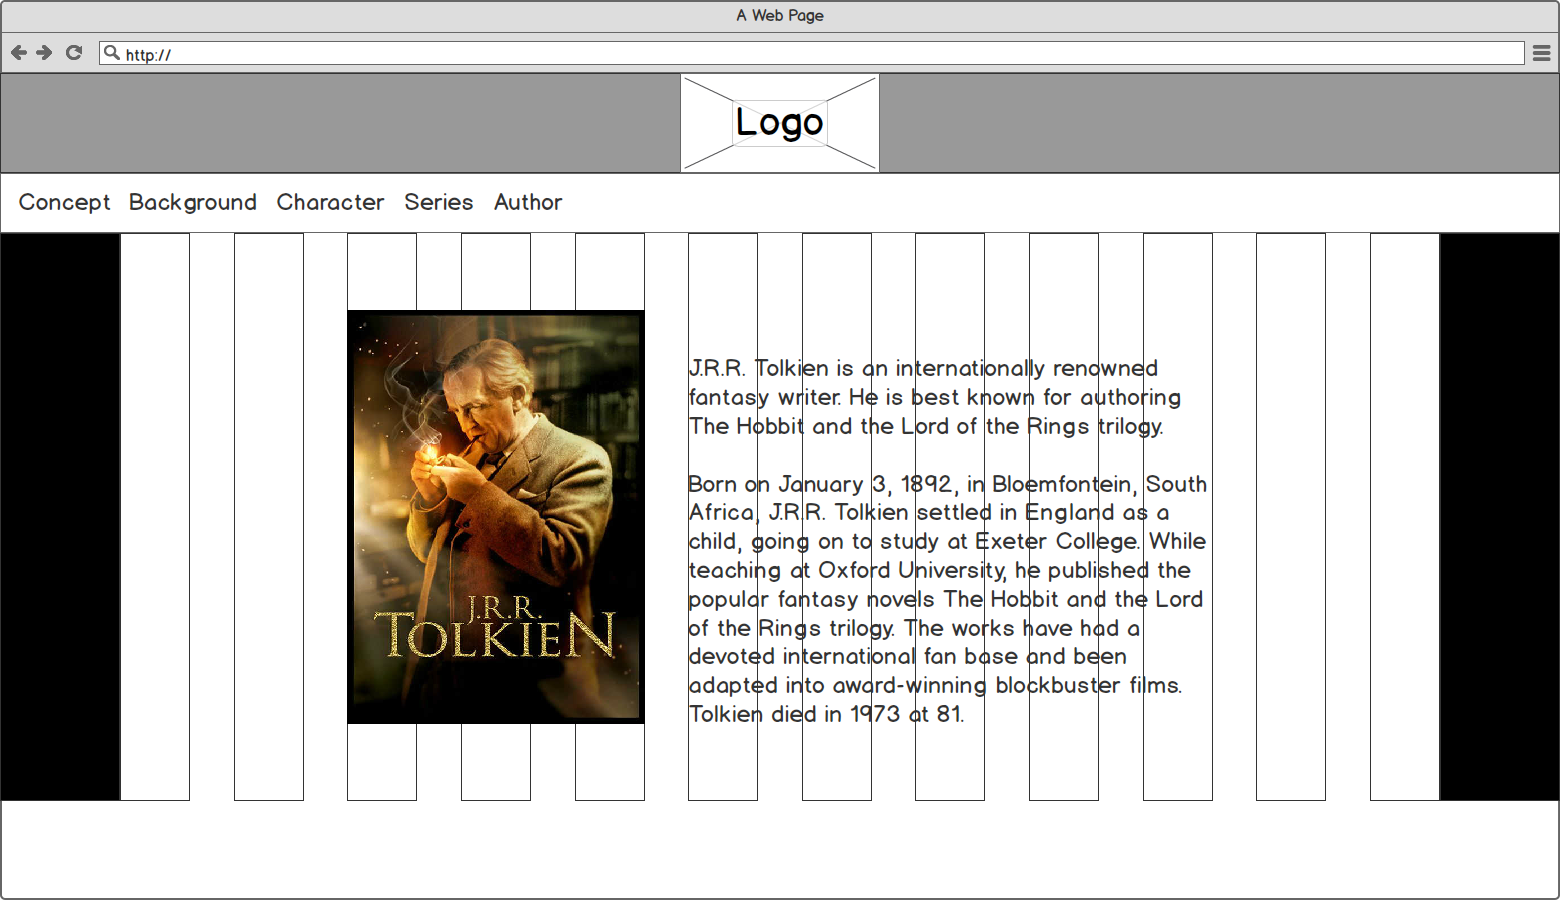 A Web Page
http://
Logo
Concept Background Character Series Author
J.R.R. Tolkien is an internationally renowned
fantasy writer. He is best known for authoring
The Hobbit and the Lord of the Rings trilogy.
Born on January 3, 1892, in Bloemfontein, South
Africa, J.R.R. Tolkien settled in England as a
child, going on to study at Exeter College. While
teaching at Oxford University, he published the
popular fantasy novels The Hobbit and the Lord
of the Rings trilogy. The works have had a
devoted international fan base and been
adapted into award-winning blockbuster films.
Tolkien died in 1973 at 81.
J.R.R.
TOLKIEN